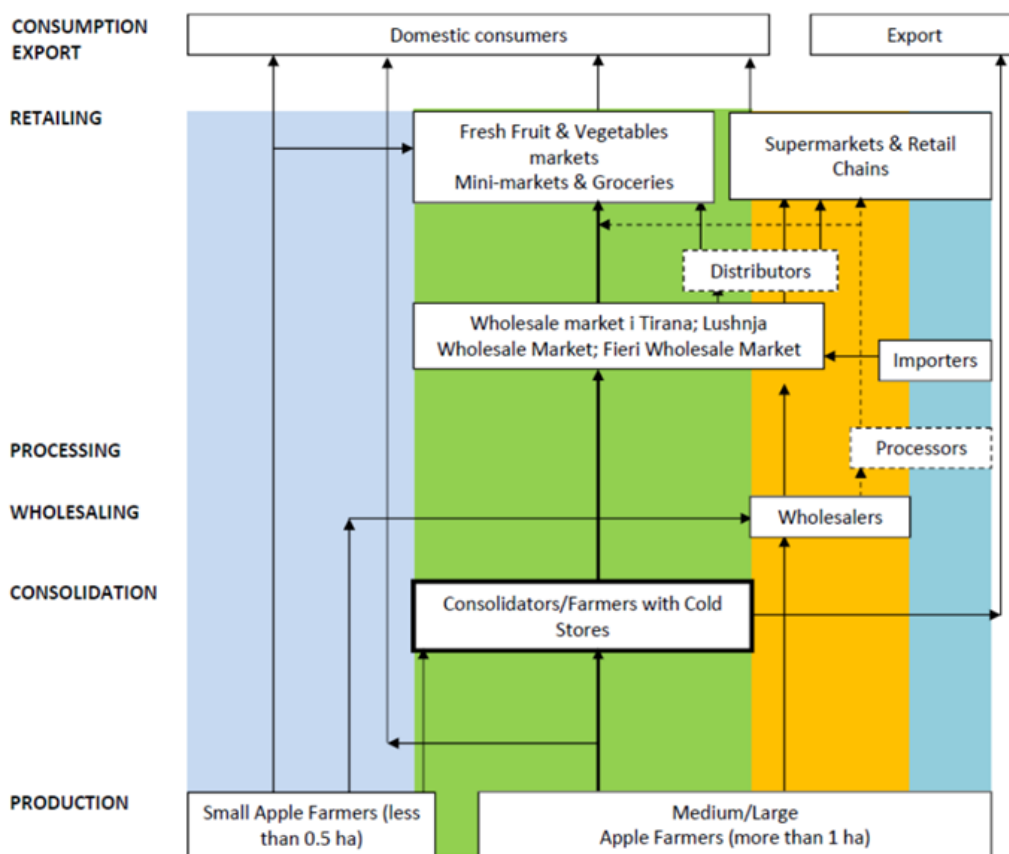 CONSUMPTION
EXPORT
Domestic consumers
Export
RETAILING
Fresh Fruit & Vegetables
markets
Mini-markets & Groceries
Supermarkets & Retail
Chains
Distributors
Wholesale market i Tirana; Lushnja
Wholesale Market; Fieri Wholesale Market
Importers
PROCESSING
Processors
WHOLESALING
Wholesalers
CONSOLIDATION
Consolidators/Farmers with Cold
Stores
PRODUCTION
Small Apple Farmers (less
than 0.5 ha)
Medium/Large
Apple Farmers (more than 1 ha)